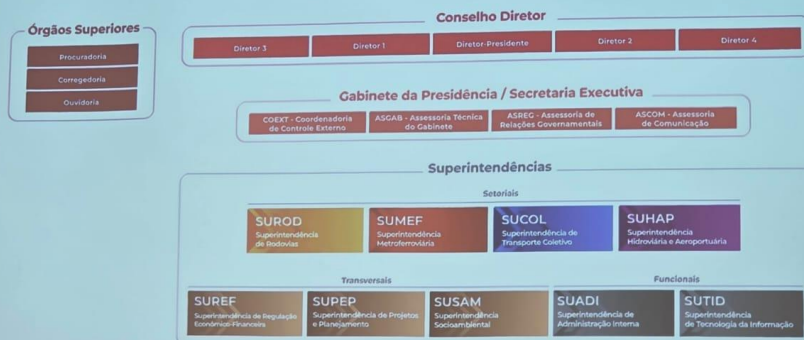 Órgãos Superiores
Procuradoria
Corregedoria
Ouvidoria
Conselho Diretor
Diretor 3
Diretor 1
Diretor-Presidente
Diretor 2
Diretor 4
Gabinete da Presidência / Secretaria Executiva
COEXT - Coordenadoria
de Controle Externo
ASGAB - Assessoria Técnica
do Gabinete
ASREG - Assessoria de
Relações Governamentais
ASCOM - Assessoria
de Comunicação
Superintendências
Setoriais
SUROD
Superintendência
de Rodovias
SUMEF
Superintendência
Metroferroviária
SUCOL
Superintendência de
Transporte Coletivo
SUHAP
Superintendência
Hidroviária e Aeroportuária
Transversais
SUREF
Superintendência de Regulação
Econômico-Financeira
SUPEP
Superintendência de Projetos
e Planejamento
SUSAM
Superintendência
Socioambiental
Funcionais
SUADI
Superintendência de
Administração Interna
SUTID
Superintendência
de Tecnologia da Informação